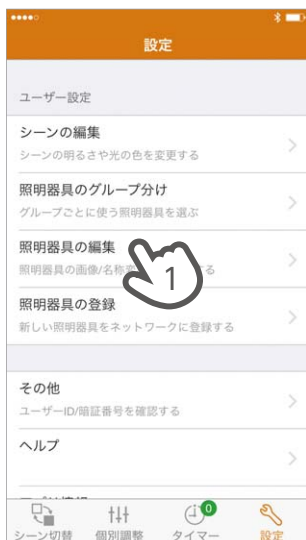 設定
ユーザー設定
シーンの編集
シーンの明るさや光の色を変更する
照明器具のグループ分け
グループごとに使う照明器具を選ぶ
照明器具の編集
照明器具の画像/名称 る
1
照明器具の登録
新しい照明器具をネットワークに登録する
その他
ユーザーID/暗証番号を確認する
ヘルプ
0
シーン切替 個別調整 タイマー 設定